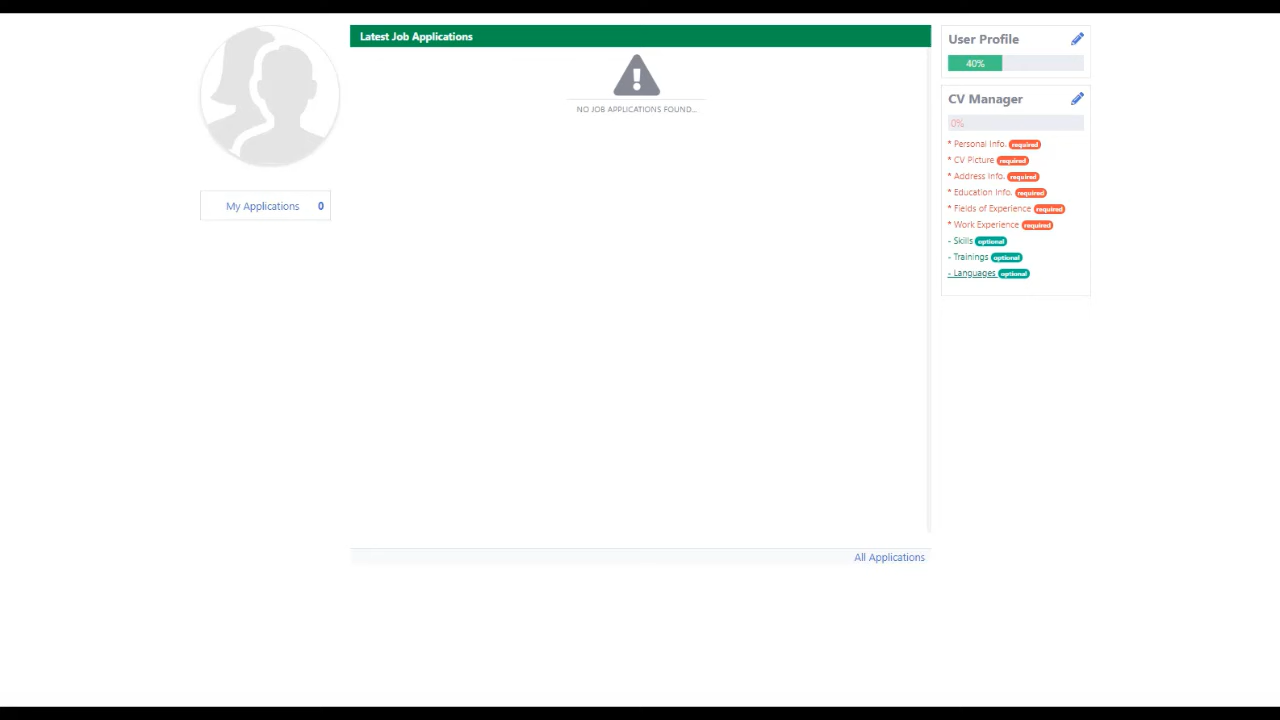 Latest Job Applications
NO JOB APPLICATIONS FOUND...
My Applications 0
All Applications
User Profile
40%
CV Manager
0%
* Personal Info. required
* CV Picture required
* Address Info. required
* Education Info. required
* Fields of Experience required
* Work Experience required
- Skills optional
- Trainings optional
- Languages optional